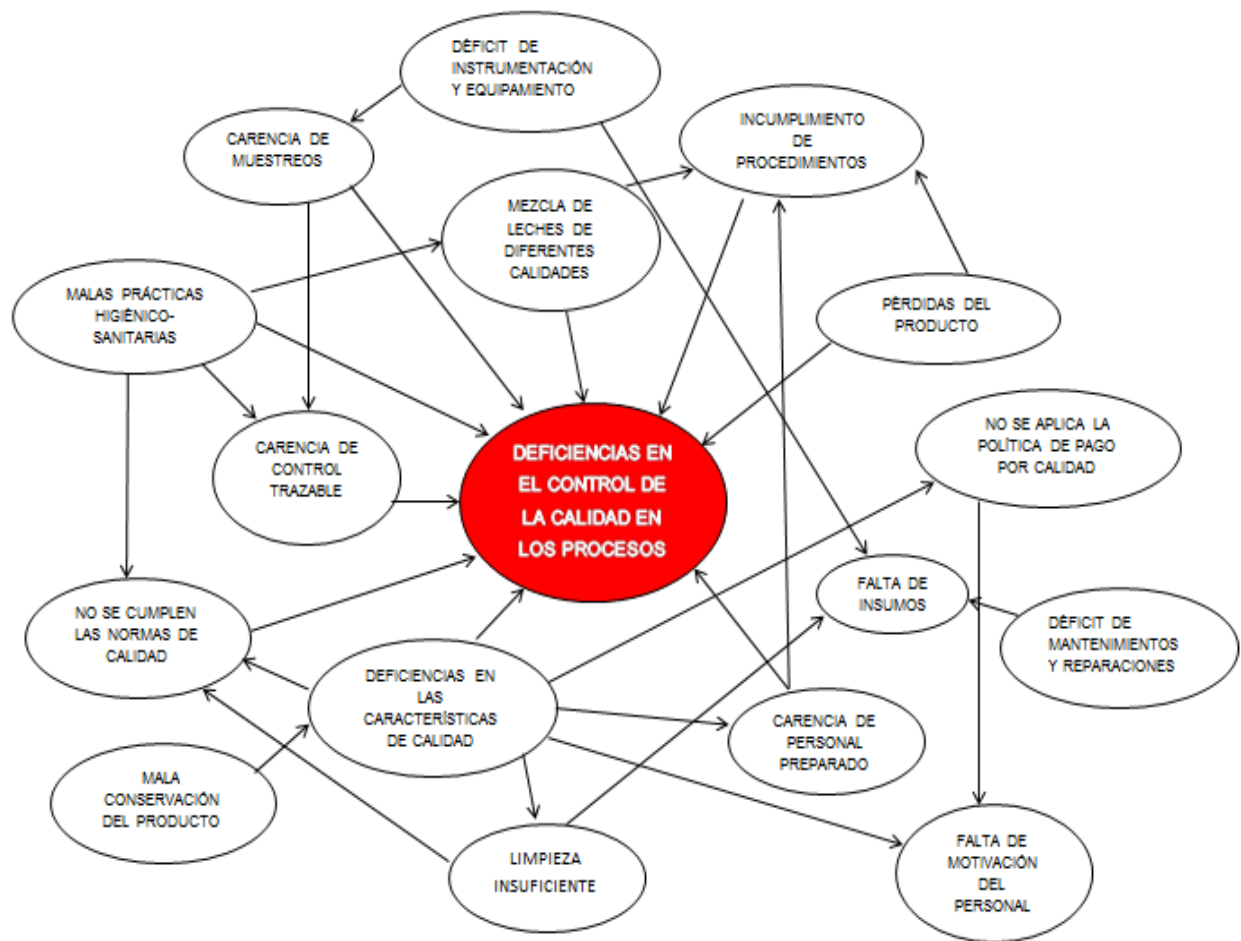 DÉFICIT DE
INSTRUMENTACIÓN
Y EQUIPAMIENTO
INCUMPLIMIENTO
DE
PROCEDIMIENTOS
CARENCIA DE
MUESTREOS
MEZCLA DE
LECHES DE
DIFERENTES
CALIDADES
MALAS PRÁCTICAS
HIGIÉNICO-
SANITARIAS
PÉRDIDAS DEL
PRODUCTO
CARENCIA DE
CONTROL
TRAZABLE
DEFICIENCIAS EN
EL CONTROL DE
LA CALIDAD EN
LOS PROCESOS
NO SE APLICA LA
POLÍTICA DE PAGO
POR CALIDAD
FALTA DE
INSUMOS
NO SE CUMPLEN
LAS NORMAS DE
CALIDAD
DÉFICIT DE
MANTENIMIENTOS
Y REPARACIONES
DEFICIENCIAS EN
LAS
CARACTERÍSTICAS
DE CALIDAD
CARENCIA DE
PERSONAL
PREPARADO
MALA
CONSERVACIÓN
DEL PRODUCTO
LIMPIEZA
INSUFICIENTE
FALTA DE
MOTIVACIÓN
DEL
PERSONAL